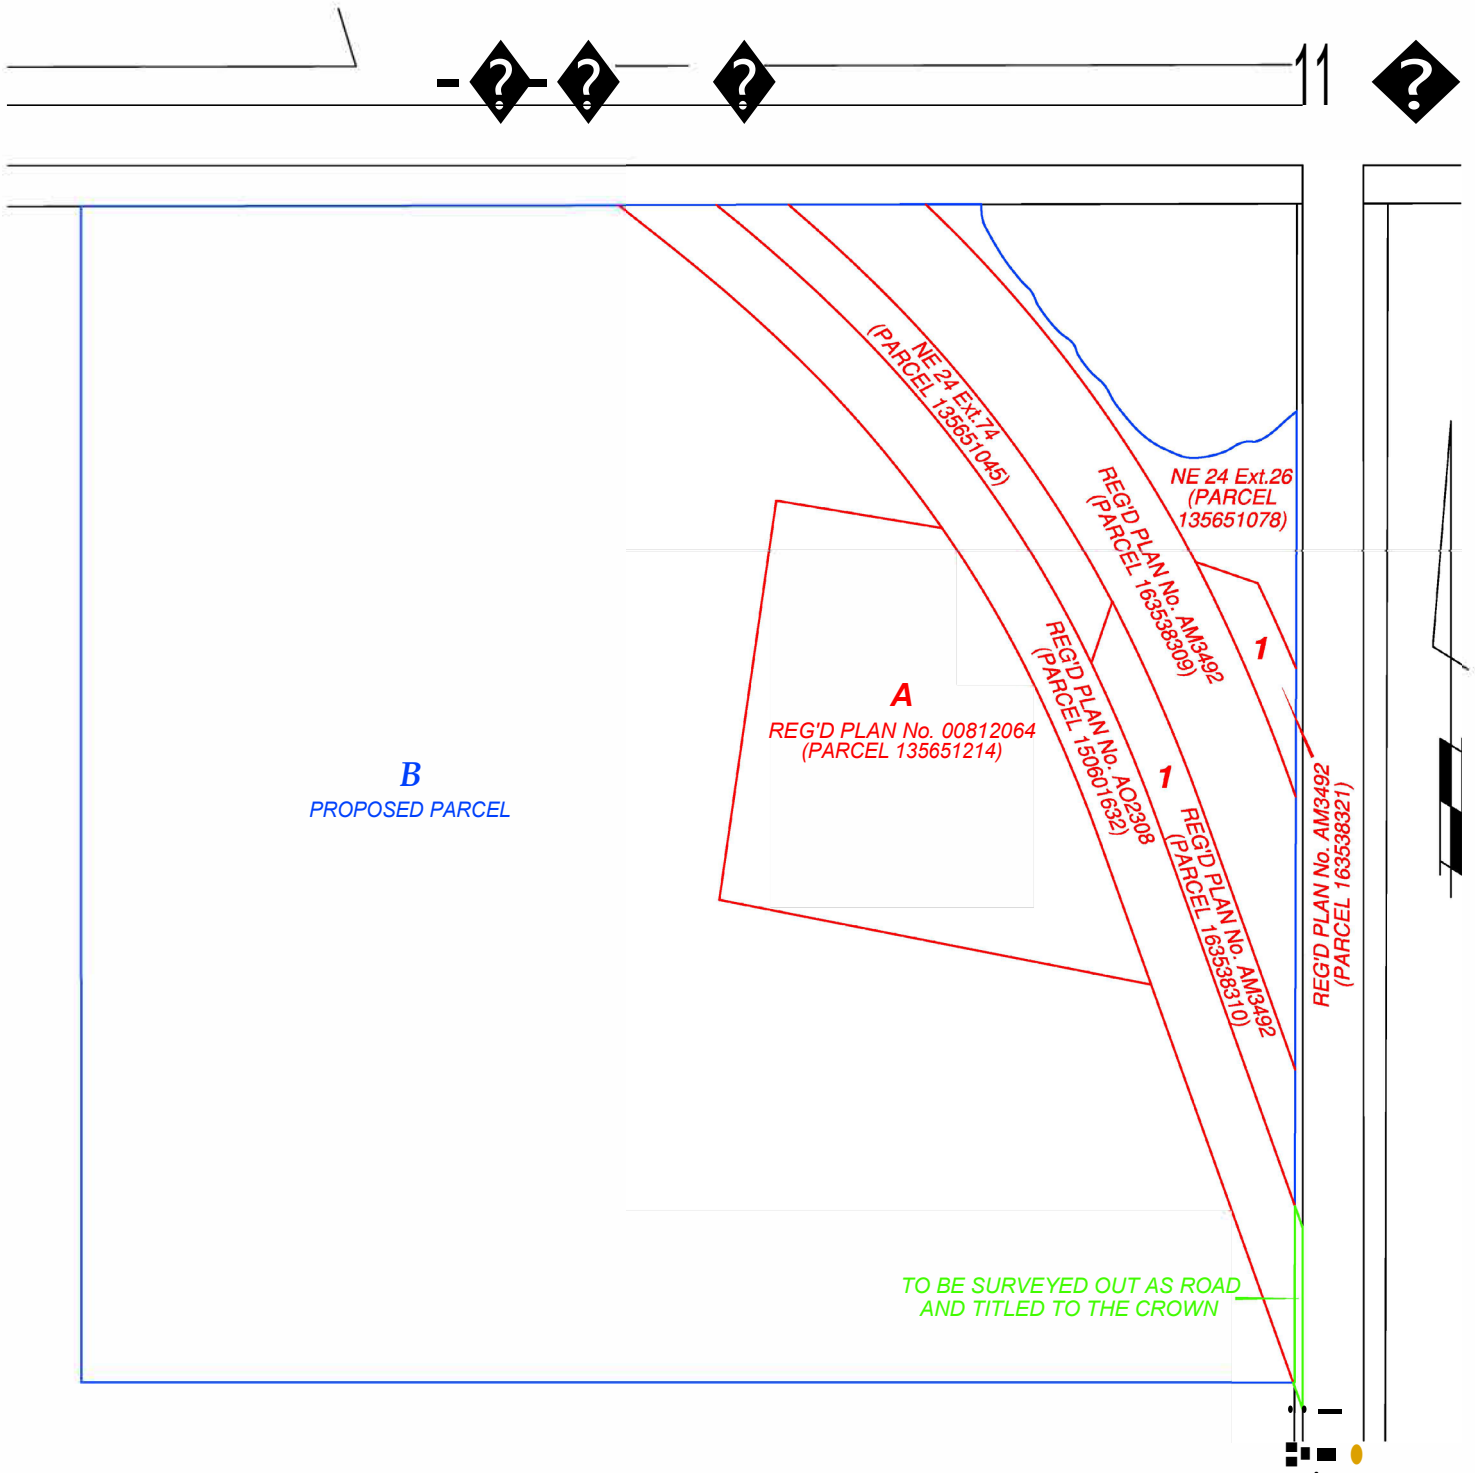 11
NE 24 Ext.74
(PARCEL 135651045)
NE 24 Ext.26
(PARCEL
135651078)
REG'D PLAN No. AM3492
(PARCEL 163538309)
1
A
REG'D PLAN No. 00812064
(PARCEL 135651214)
REG'D PLAN No. AO2308
(PARCEL 150601632)
1
REG'D PLAN No. AM3492
(PARCEL 163538310)
REG'D PLAN No. AM3492
(PARCEL 163538321)
B
PROPOSED PARCEL
TO BE SURVEYED OUT AS ROAD
AND TITLED TO THE CROWN